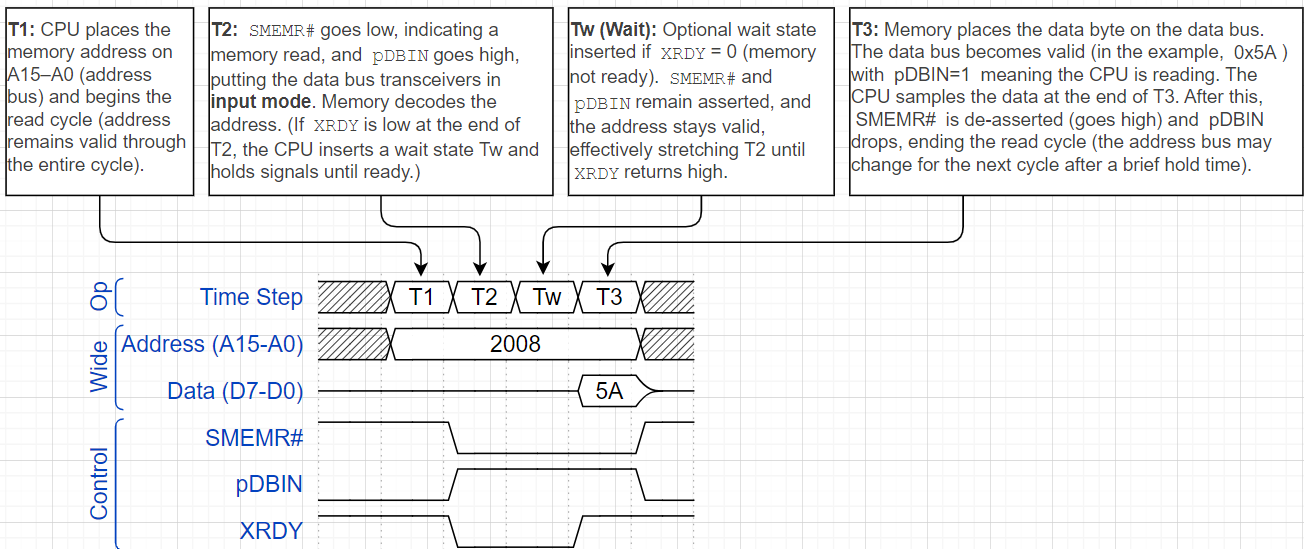 T1: CPU places the
memory address on
A15–A0 (address
bus) and begins the
read cycle (address
remains valid through
the entire cycle).
T2: SMEMR# goes low, indicating a
memory read, and pDBIN goes high,
putting the data bus transceivers in
input mode. Memory decodes the
address. (If XRDY is low at the end of
T2, the CPU inserts a wait state Tw and
holds signals until ready.)
Tw (Wait): Optional wait state
inserted if XRDY = 0 (memory
not ready). SMEMR# and
pDBIN remain asserted, and
the address stays valid,
effectively stretching T2 until
XRDY returns high.
T3: Memory places the data byte on the data bus.
The data bus becomes valid (in the example, 0x5A )
with pDBIN=1 meaning the CPU is reading. The
CPU samples the data at the end of T3. After this,
SMEMR# is de-asserted (goes high) and pDBIN
drops, ending the read cycle (the address bus may
change for the next cycle after a brief hold time).
Op
Time Step
T1 T2 Tw T3
Wide
Address (A15-A0)
2008
Data (D7-D0)
5A
Control
SMEMR#
pDBIN
XRDY